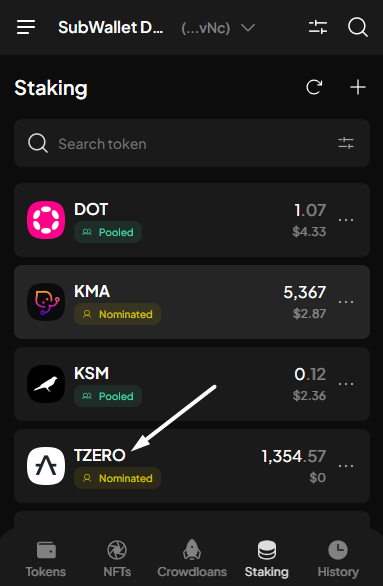 SubWallet D... (...vNc)
Staking
Search token
DOT 1.07
Pooled $4.33
KMA 5,367
Nominated $2.87
KSM 0.12
Pooled $2.36
TZERO 1,354.57
Nominated $0
Tokens NFTs Crowdloans Staking History